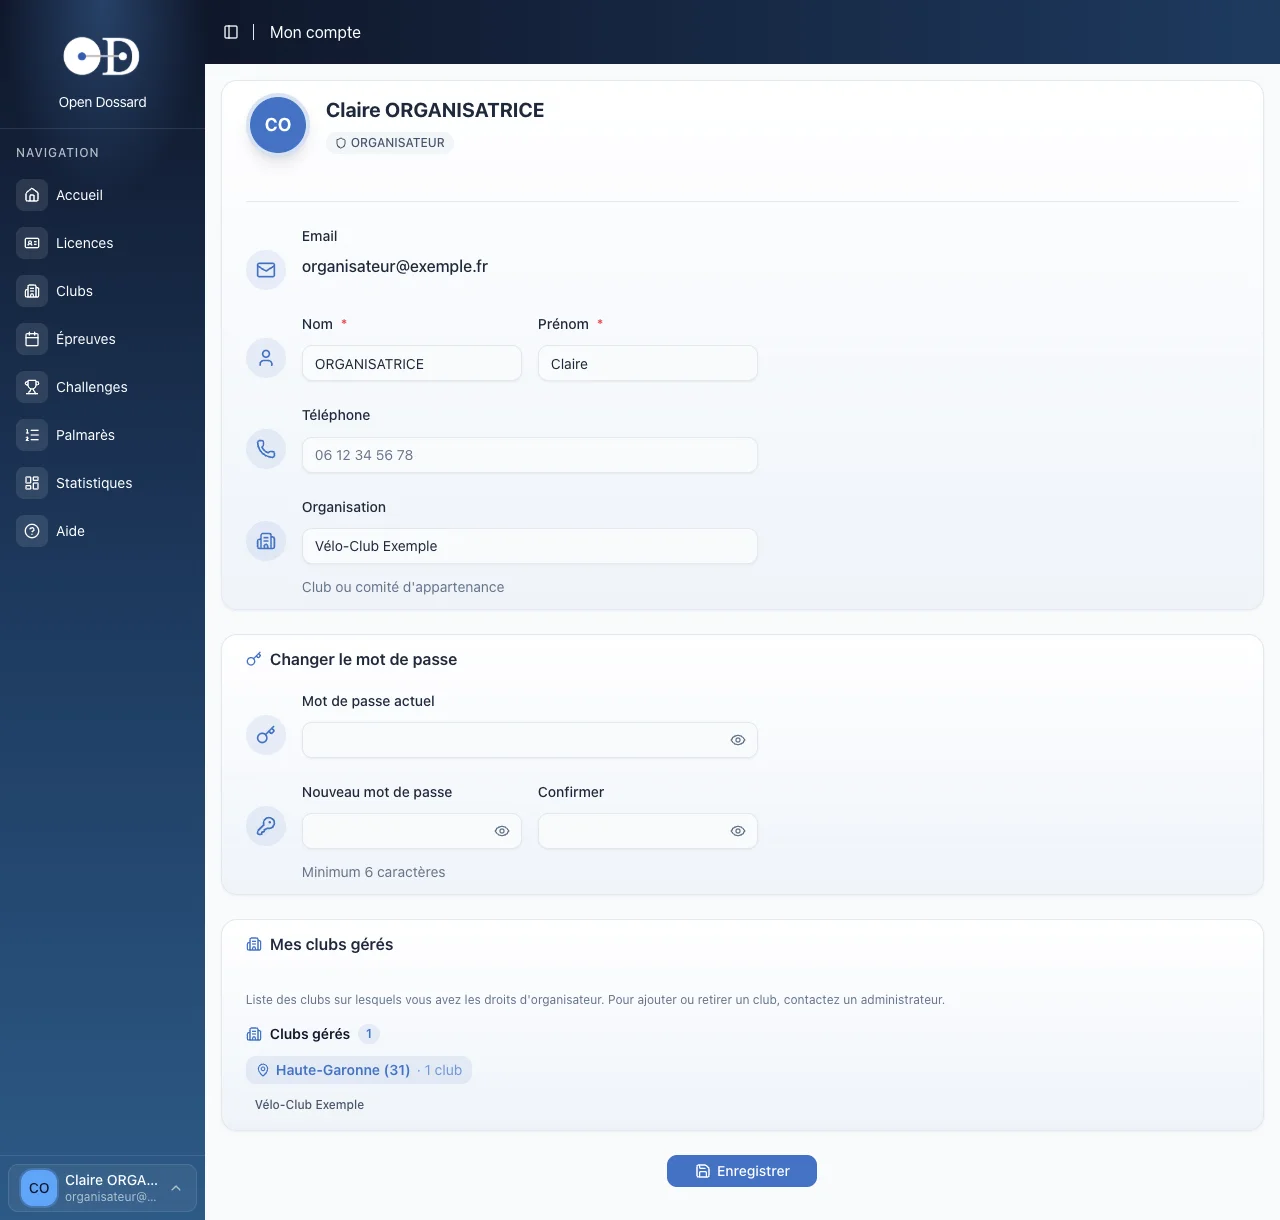 OD
Open Dossard
NAVIGATION
Accueil
Licences
Clubs
Épreuves
Challenges
Palmarès
Statistiques
Aide
CO
Claire ORGA...
organisateur@...
Mon compte
CO
Claire ORGANISATRICE
ORGANISATEUR
Email
organisateur@exemple.fr
Nom * Prénom *
ORGANISATRICE Claire
Téléphone
06 12 34 56 78
Organisation
Vélo-Club Exemple
Club ou comité d'appartenance
Changer le mot de passe
Mot de passe actuel
Nouveau mot de passe Confirmer
Minimum 6 caractères
Mes clubs gérés
Liste des clubs sur lesquels vous avez les droits d'organisateur. Pour ajouter ou retirer un club, contactez un administrateur.
Clubs gérés 1
Haute-Garonne (31) · 1 club
Vélo-Club Exemple
Enregistrer